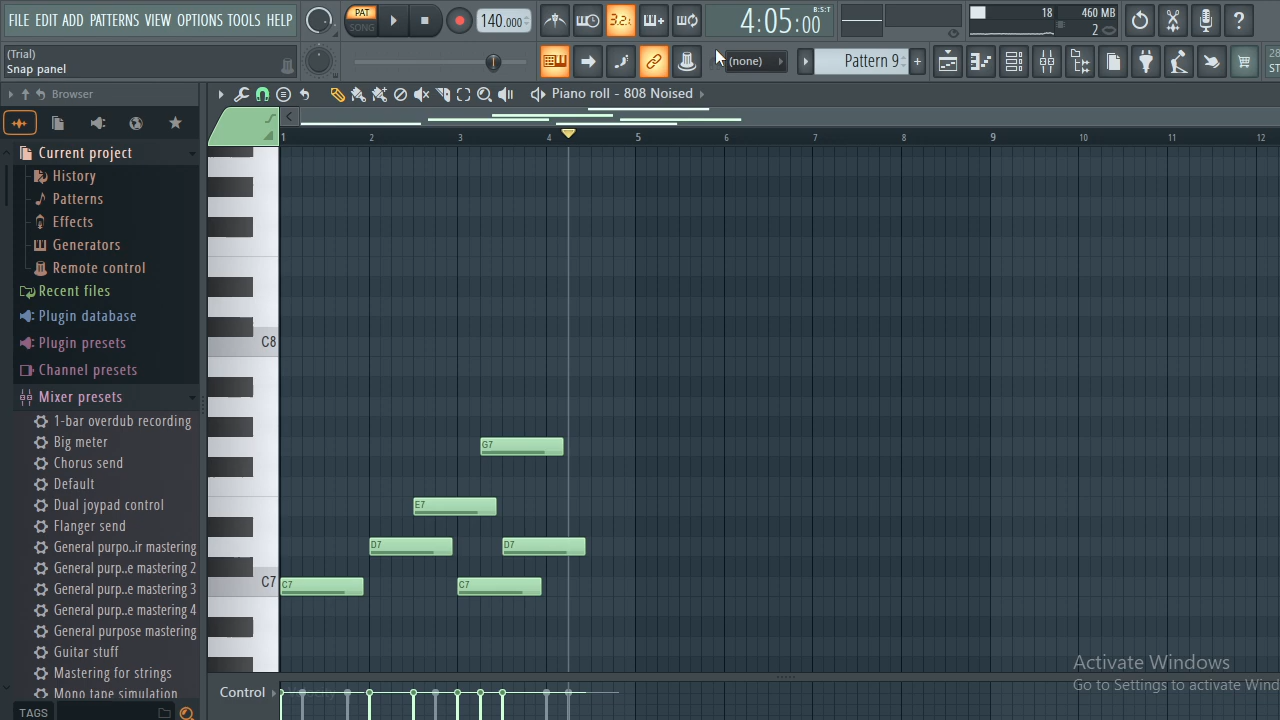 FILE EDIT ADD PATTERNS VIEW OPTIONS TOOLS HELP
PAT
SONG
140.000
3.2.
4:05:00
B:S:T
18
460 MB
2
(Trial)
Snap panel
(none)
Pattern 9
Browser
Piano roll - 808 Noised
1 2 3 4 5 6 7 8 9 10 11 12
Current project
History
Patterns
Effects
Generators
Remote control
Recent files
Plugin database
Plugin presets
Channel presets
Mixer presets
1-bar overdub recording
Big meter
Chorus send
Default
Dual joypad control
Flanger send
General purpo..ir mastering
General purp..e mastering 2
General purp..e mastering 3
General purp..e mastering 4
General purpose mastering
Guitar stuff
Mastering for strings
Mono tape simulation
TAGS
C8
G7
E7
D7 D7
C7
C7 C7
Control
Activate Windows
Go to Settings to activate Wind